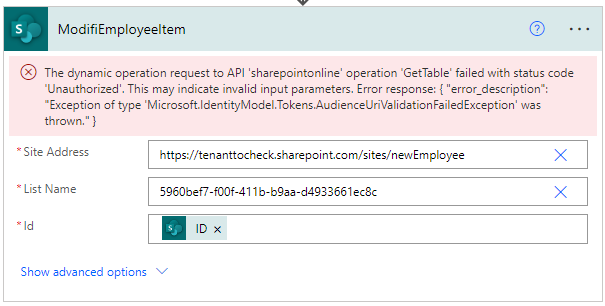 ModifiEmployeeItem
The dynamic operation request to API 'sharepointonline' operation 'GetTable' failed with status code
'Unauthorized'. This may indicate invalid input parameters. Error response: { "error_description":
"Exception of type 'Microsoft.IdentityModel.Tokens.AudienceUriValidationFailedException' was
thrown." }
* Site Address
https://tenanttocheck.sharepoint.com/sites/newEmployee
* List Name
5960bef7-f00f-411b-b9aa-d4933661ec8c
* Id
ID ×
Show advanced options